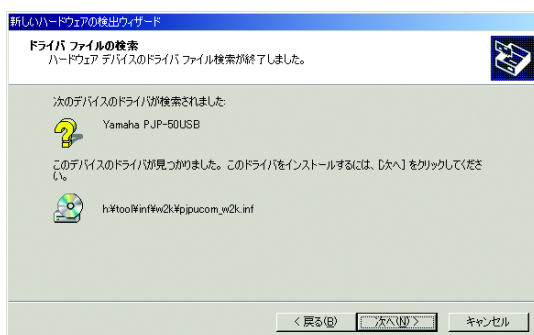 新しいハードウェアの検出ウィザード
ドライバ ファイルの検索
ハードウェア デバイスのドライバ ファイル検索が終了しました。
次のデバイスのドライバが検索されました:
Yamaha PJP-50USB
このデバイスのドライバが見つかりました。このドライバをインストールするには、[次へ] をクリックしてくださ
い。
h:¥tool¥inf¥w2k¥pjpucom_w2k.inf
< 戻る(B)
次へ(N) >
キャンセル